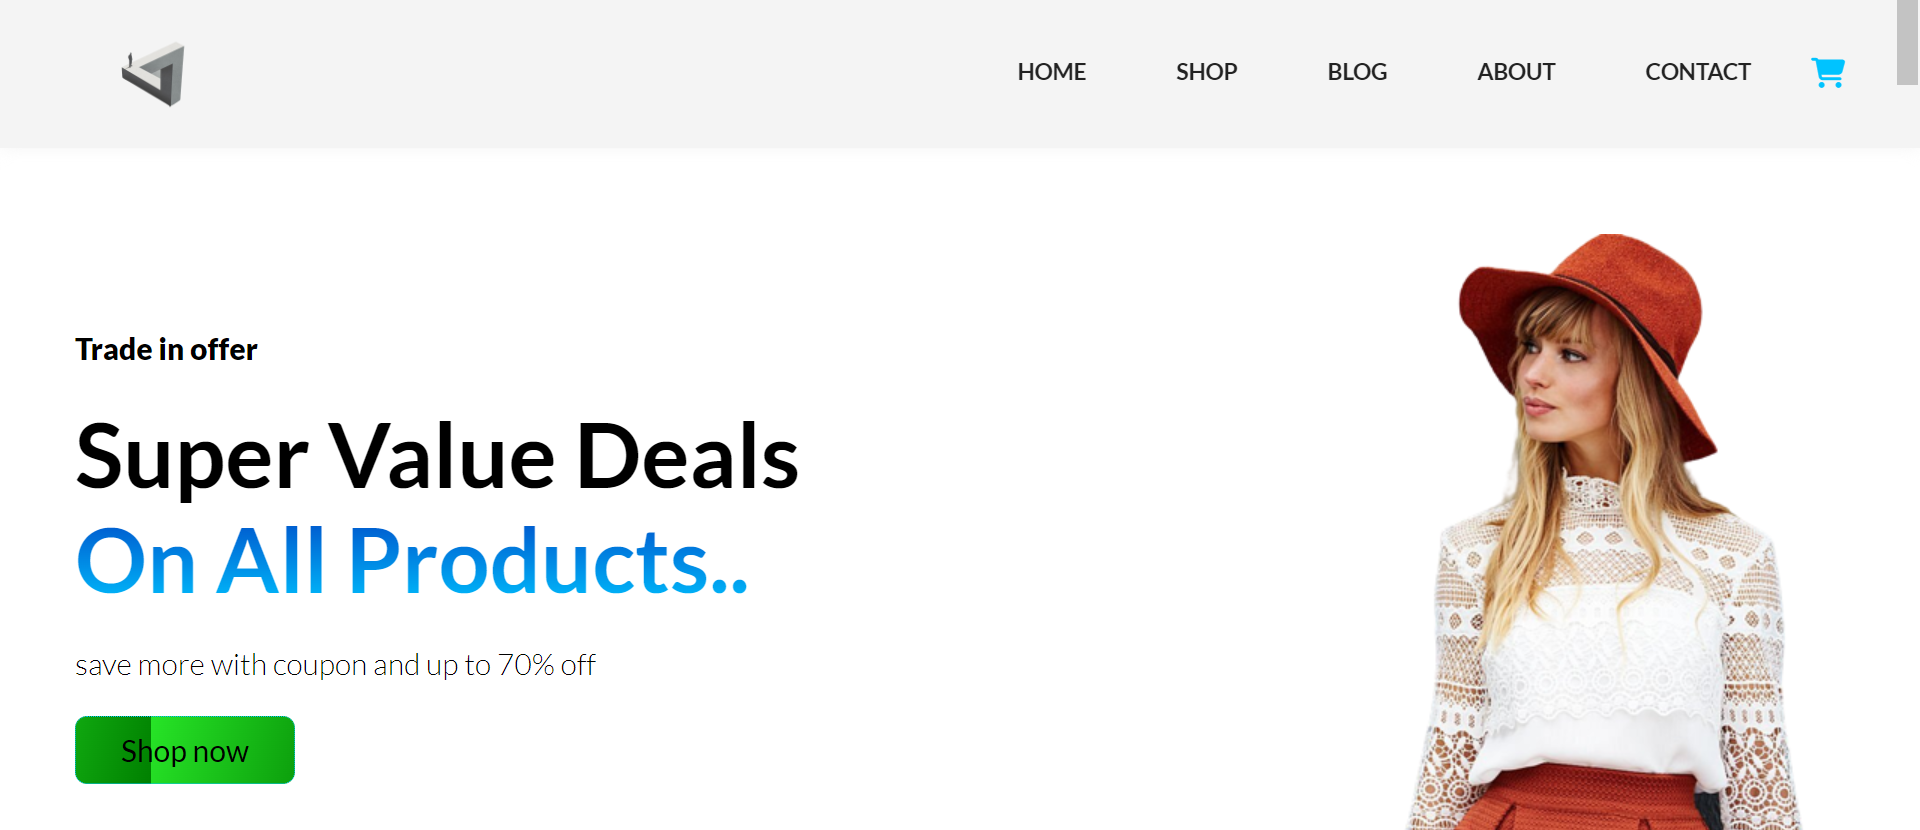 HOME SHOP BLOG ABOUT CONTACT
Trade in offer
Super Value Deals
On All Products..
save more with coupon and up to 70% off
Shop now